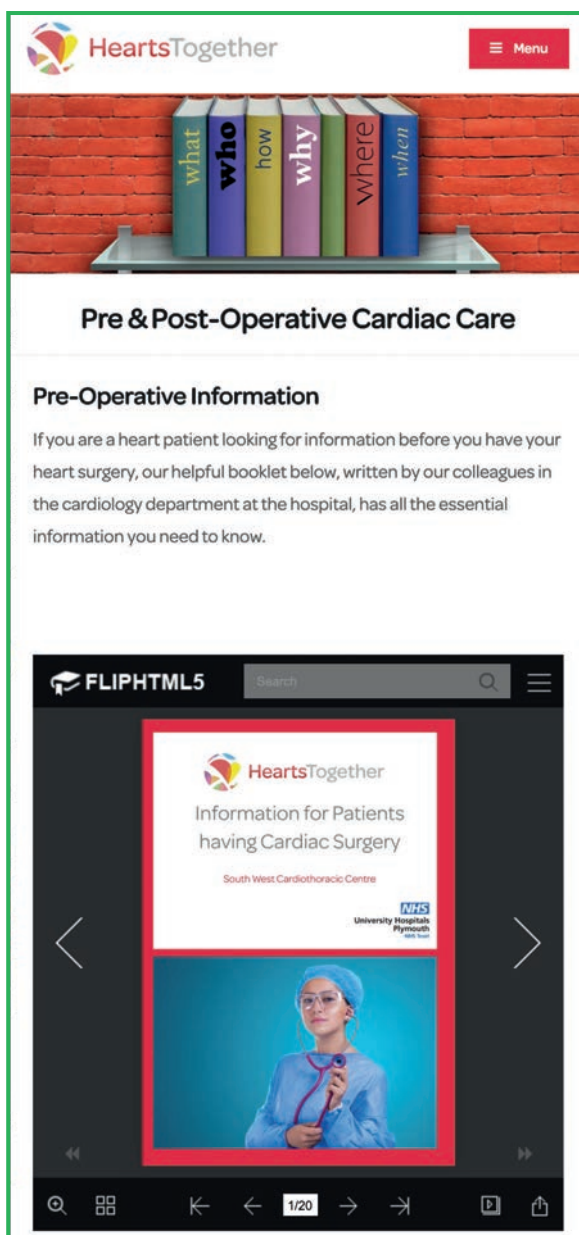 HeartsTogether
Menu
what
who
how
why
where
when
Pre & Post-Operative Cardiac Care
Pre-Operative Information
If you are a heart patient looking for information before you have your
heart surgery, our helpful booklet below, written by our colleagues in
the cardiology department at the hospital, has all the essential
information you need to know.
FLIPHTML5
Search
HeartsTogether
Information for Patients
having Cardiac Surgery
South West Cardiothoracic Centre
NHS
University Hospitals
Plymouth
NHS Trust
1/20